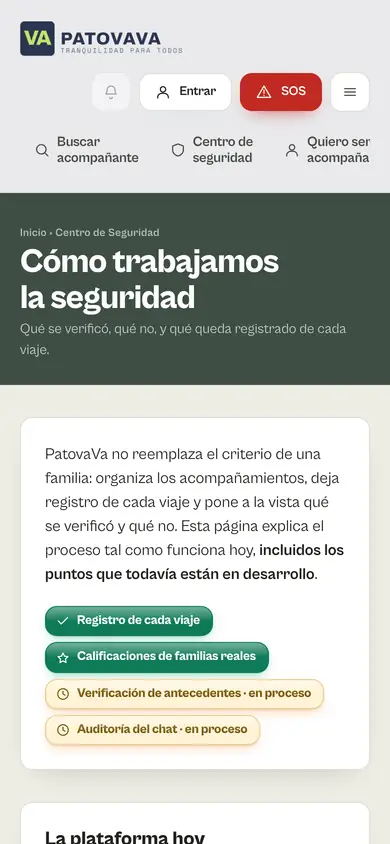 VA PATOVAVA
TRANQUILIDAD PARA TODOS
Entrar
SOS
Buscar
acompañante
Centro de
seguridad
Quiero ser
acompaña
Inicio › Centro de Seguridad
Cómo trabajamos
la seguridad
Qué se verificó, qué no, y qué queda registrado de cada
viaje.
PatovaVa no reemplaza el criterio de una
familia: organiza los acompañamientos, deja
registro de cada viaje y pone a la vista qué
se verificó y qué no. Esta página explica el
proceso tal como funciona hoy, incluidos los
puntos que todavía están en desarrollo.
Registro de cada viaje
Calificaciones de familias reales
Verificación de antecedentes · en proceso
Auditoría del chat · en proceso
La plataforma hoy